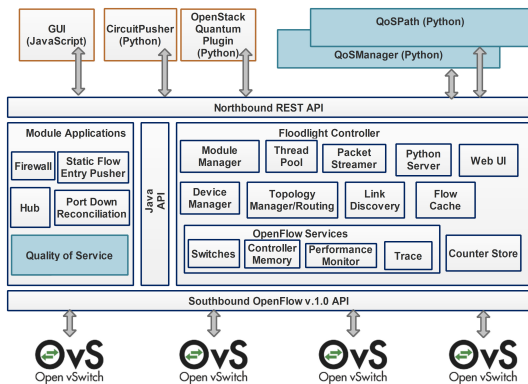 GUI
(JavaScript)
CircuitPusher
(Python)
OpenStack
Quantum
Plugin
(Python)
QoSPath (Python)
QoSManager (Python)
Northbound REST API
Module Applications
Firewall
Static Flow
Entry Pusher
Hub
Port Down
Reconciliation
Quality of Service
Java
API
Floodlight Controller
Module
Manager
Thread
Pool
Packet
Streamer
Python
Server
Web UI
Device
Manager
Topology
Manager/Routing
Link
Discovery
Flow
Cache
OpenFlow Services
Switches
Controller
Memory
Performance
Monitor
Trace
Counter Store
Southbound OpenFlow v.1.0 API
OvS
Open vSwitch
OvS
Open vSwitch
OvS
Open vSwitch
OvS
Open vSwitch